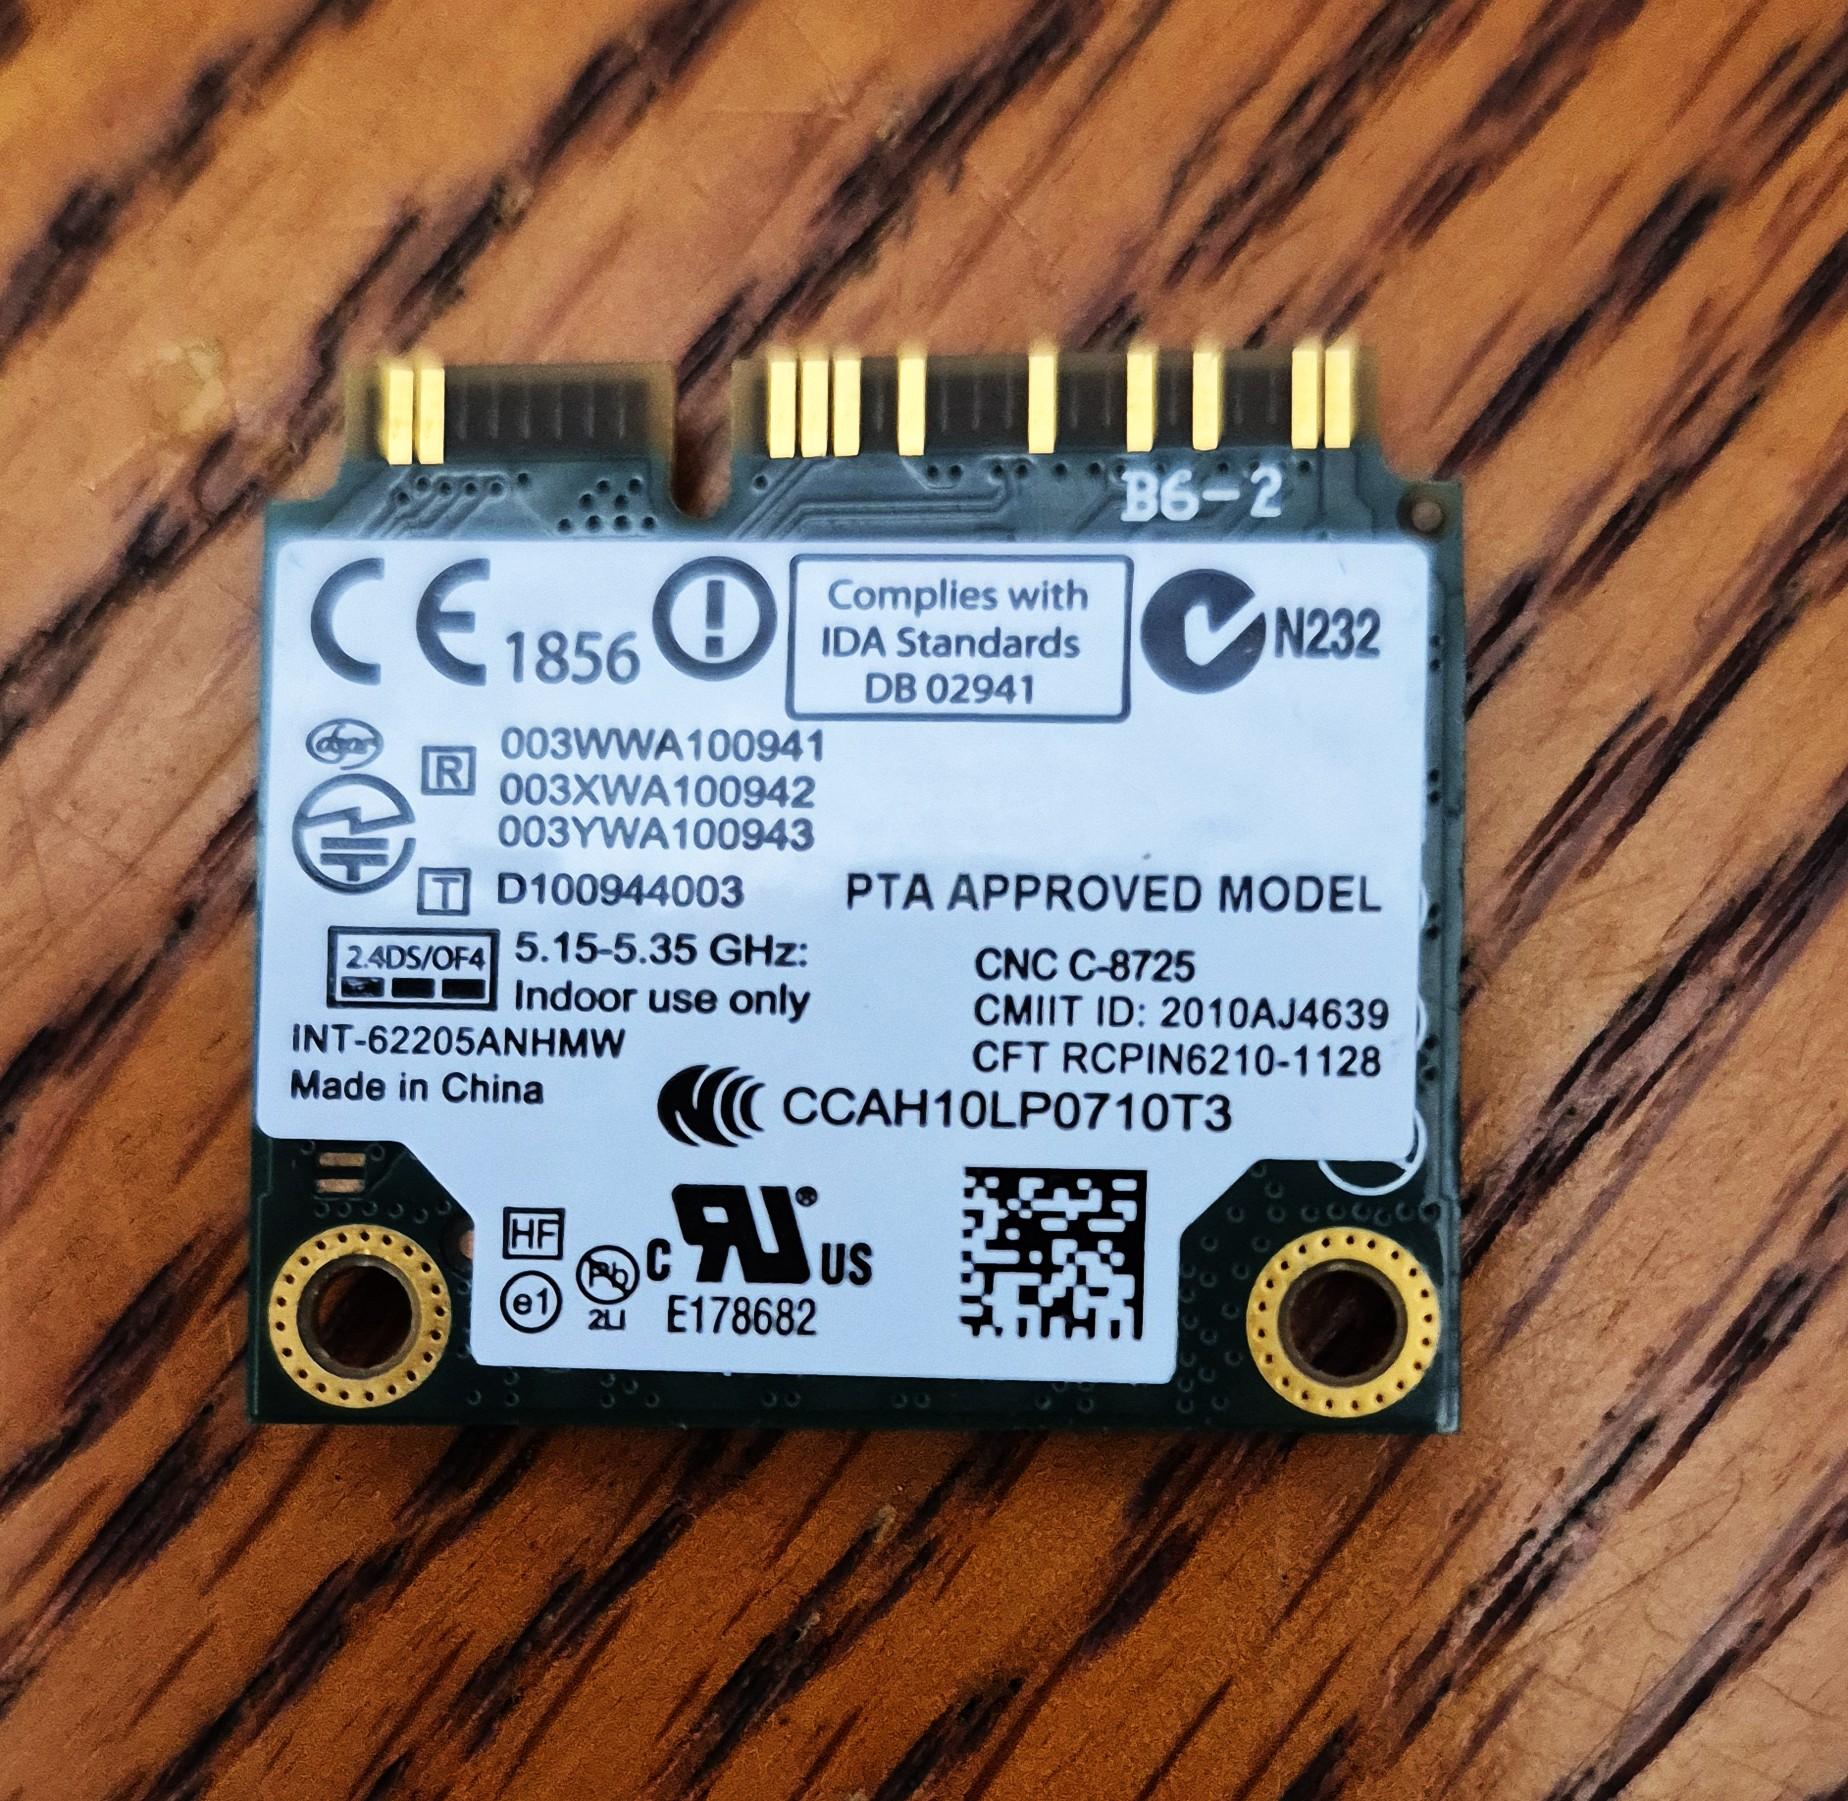 B6-2
CE 1856
Complies with
IDA Standards
DB 02941
N232
R 003WWA100941
003XWA100942
003YWA100943
T D100944003
PTA APPROVED MODEL
2.4DS/OF4
5.15-5.35 GHz:
Indoor use only
CNC C-8725
CMIIT ID: 2010AJ4639
CFT RCPIN6210-1128
INT-62205ANHMW
Made in China
CCAH10LP0710T3
HF
e1
Pb
2LI
c RU® US
E178682